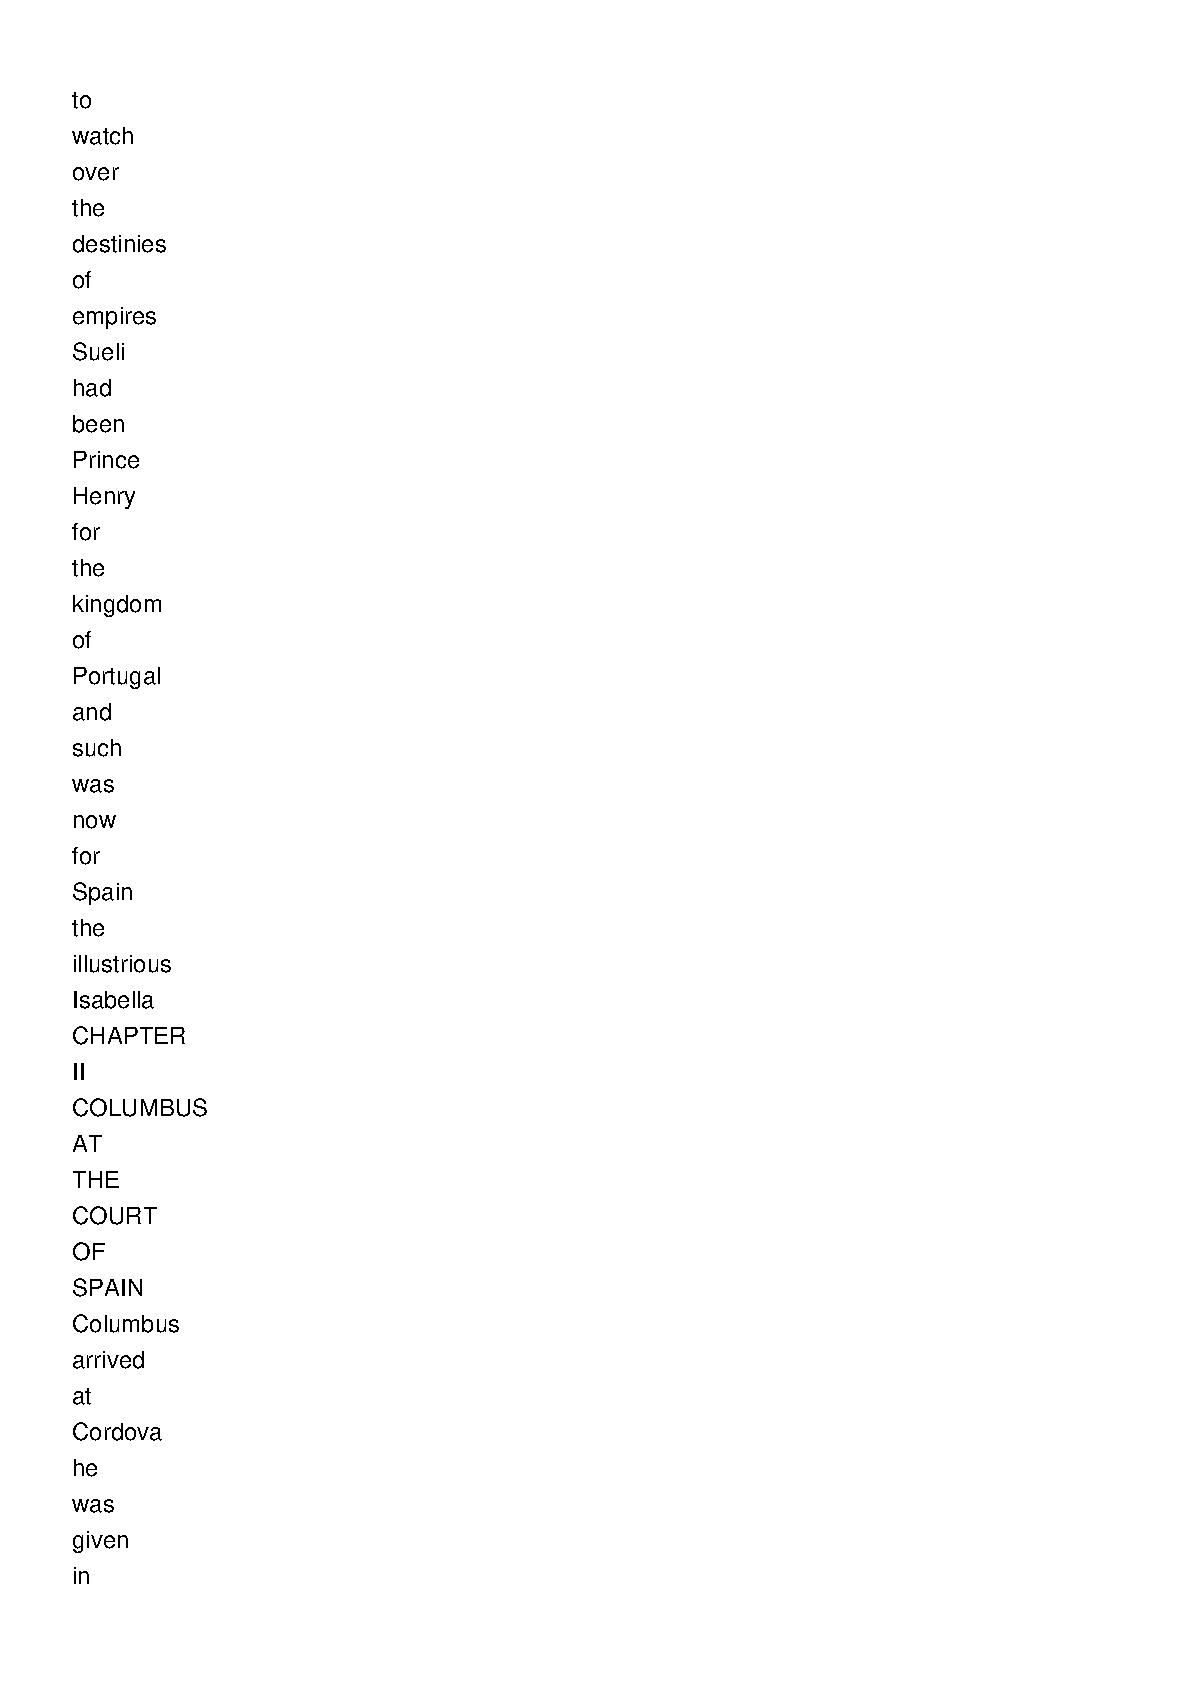 to
watch
over
the
destinies
of
empires
Sueli
had
been
Prince
Henry
for
the
kingdom
of
Portugal
and
such
was
now
for
Spain
the
illustrious
Isabella
CHAPTER
II
COLUMBUS
AT
THE
COURT
OF
SPAIN
Columbus
arrived
at
Cordova
he
was
given
in